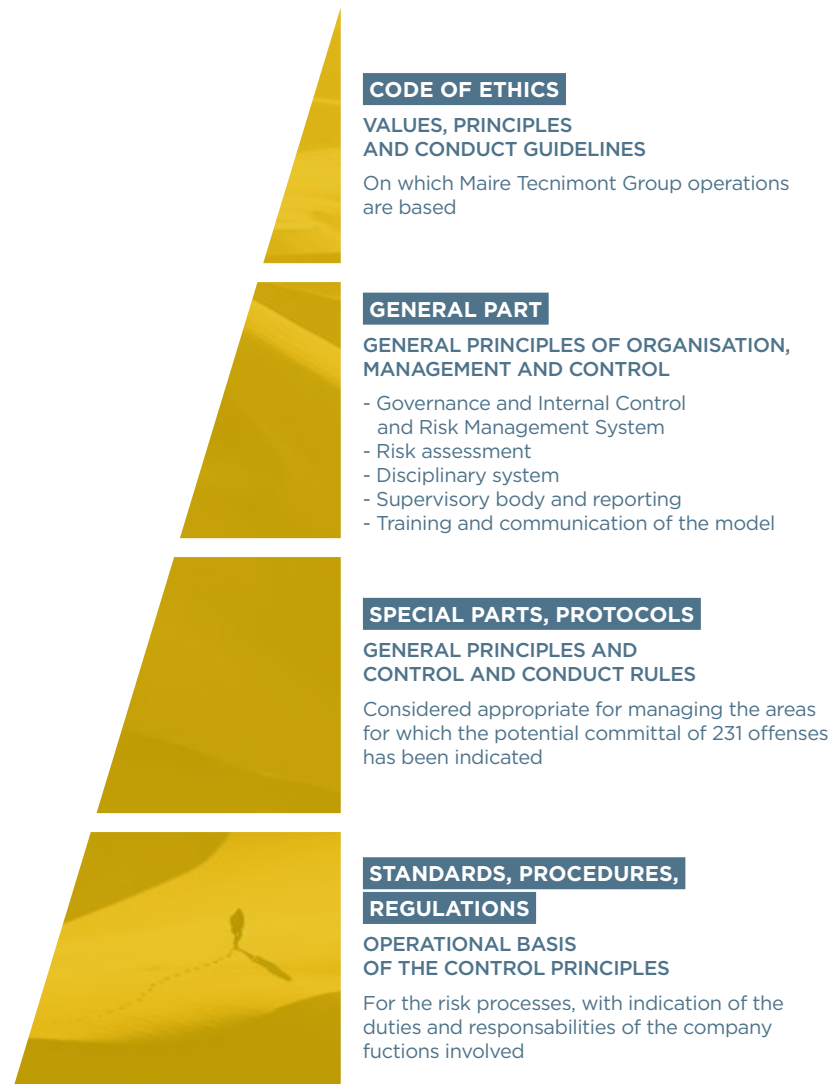 CODE OF ETHICS
VALUES, PRINCIPLES
AND CONDUCT GUIDELINES
On which Maire Tecnimont Group operations
are based
GENERAL PART
GENERAL PRINCIPLES OF ORGANISATION,
MANAGEMENT AND CONTROL
- Governance and Internal Control
and Risk Management System
- Risk assessment
- Disciplinary system
- Supervisory body and reporting
- Training and communication of the model
SPECIAL PARTS, PROTOCOLS
GENERAL PRINCIPLES AND
CONTROL AND CONDUCT RULES
Considered appropriate for managing the areas
for which the potential committal of 231 offenses
has been indicated
STANDARDS, PROCEDURES,
REGULATIONS
OPERATIONAL BASIS
OF THE CONTROL PRINCIPLES
For the risk processes, with indication of the
duties and responsabilities of the company
fuctions involved